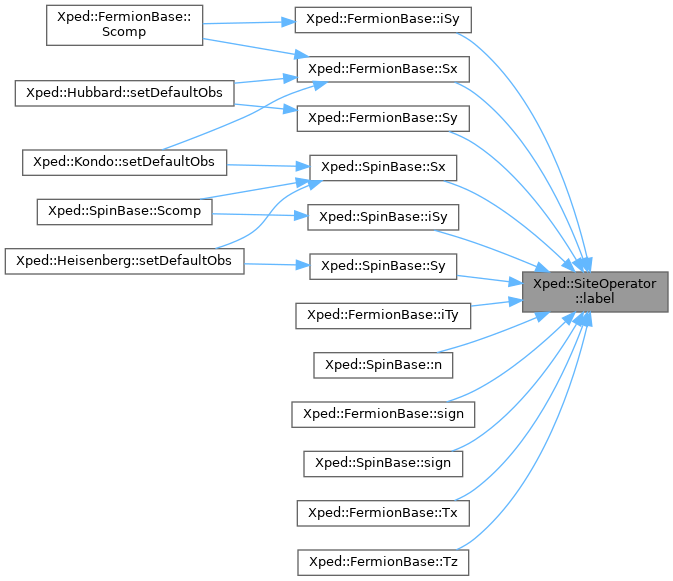 Xped::FermionBase::
Scomp
Xped::Hubbard::setDefaultObs
Xped::Kondo::setDefaultObs
Xped::SpinBase::Scomp
Xped::Heisenberg::setDefaultObs
Xped::FermionBase::iSy
Xped::FermionBase::Sx
Xped::FermionBase::Sy
Xped::SpinBase::Sx
Xped::SpinBase::iSy
Xped::SpinBase::Sy
Xped::FermionBase::iTy
Xped::SpinBase::n
Xped::FermionBase::sign
Xped::SpinBase::sign
Xped::FermionBase::Tx
Xped::FermionBase::Tz
Xped::SiteOperator
::label